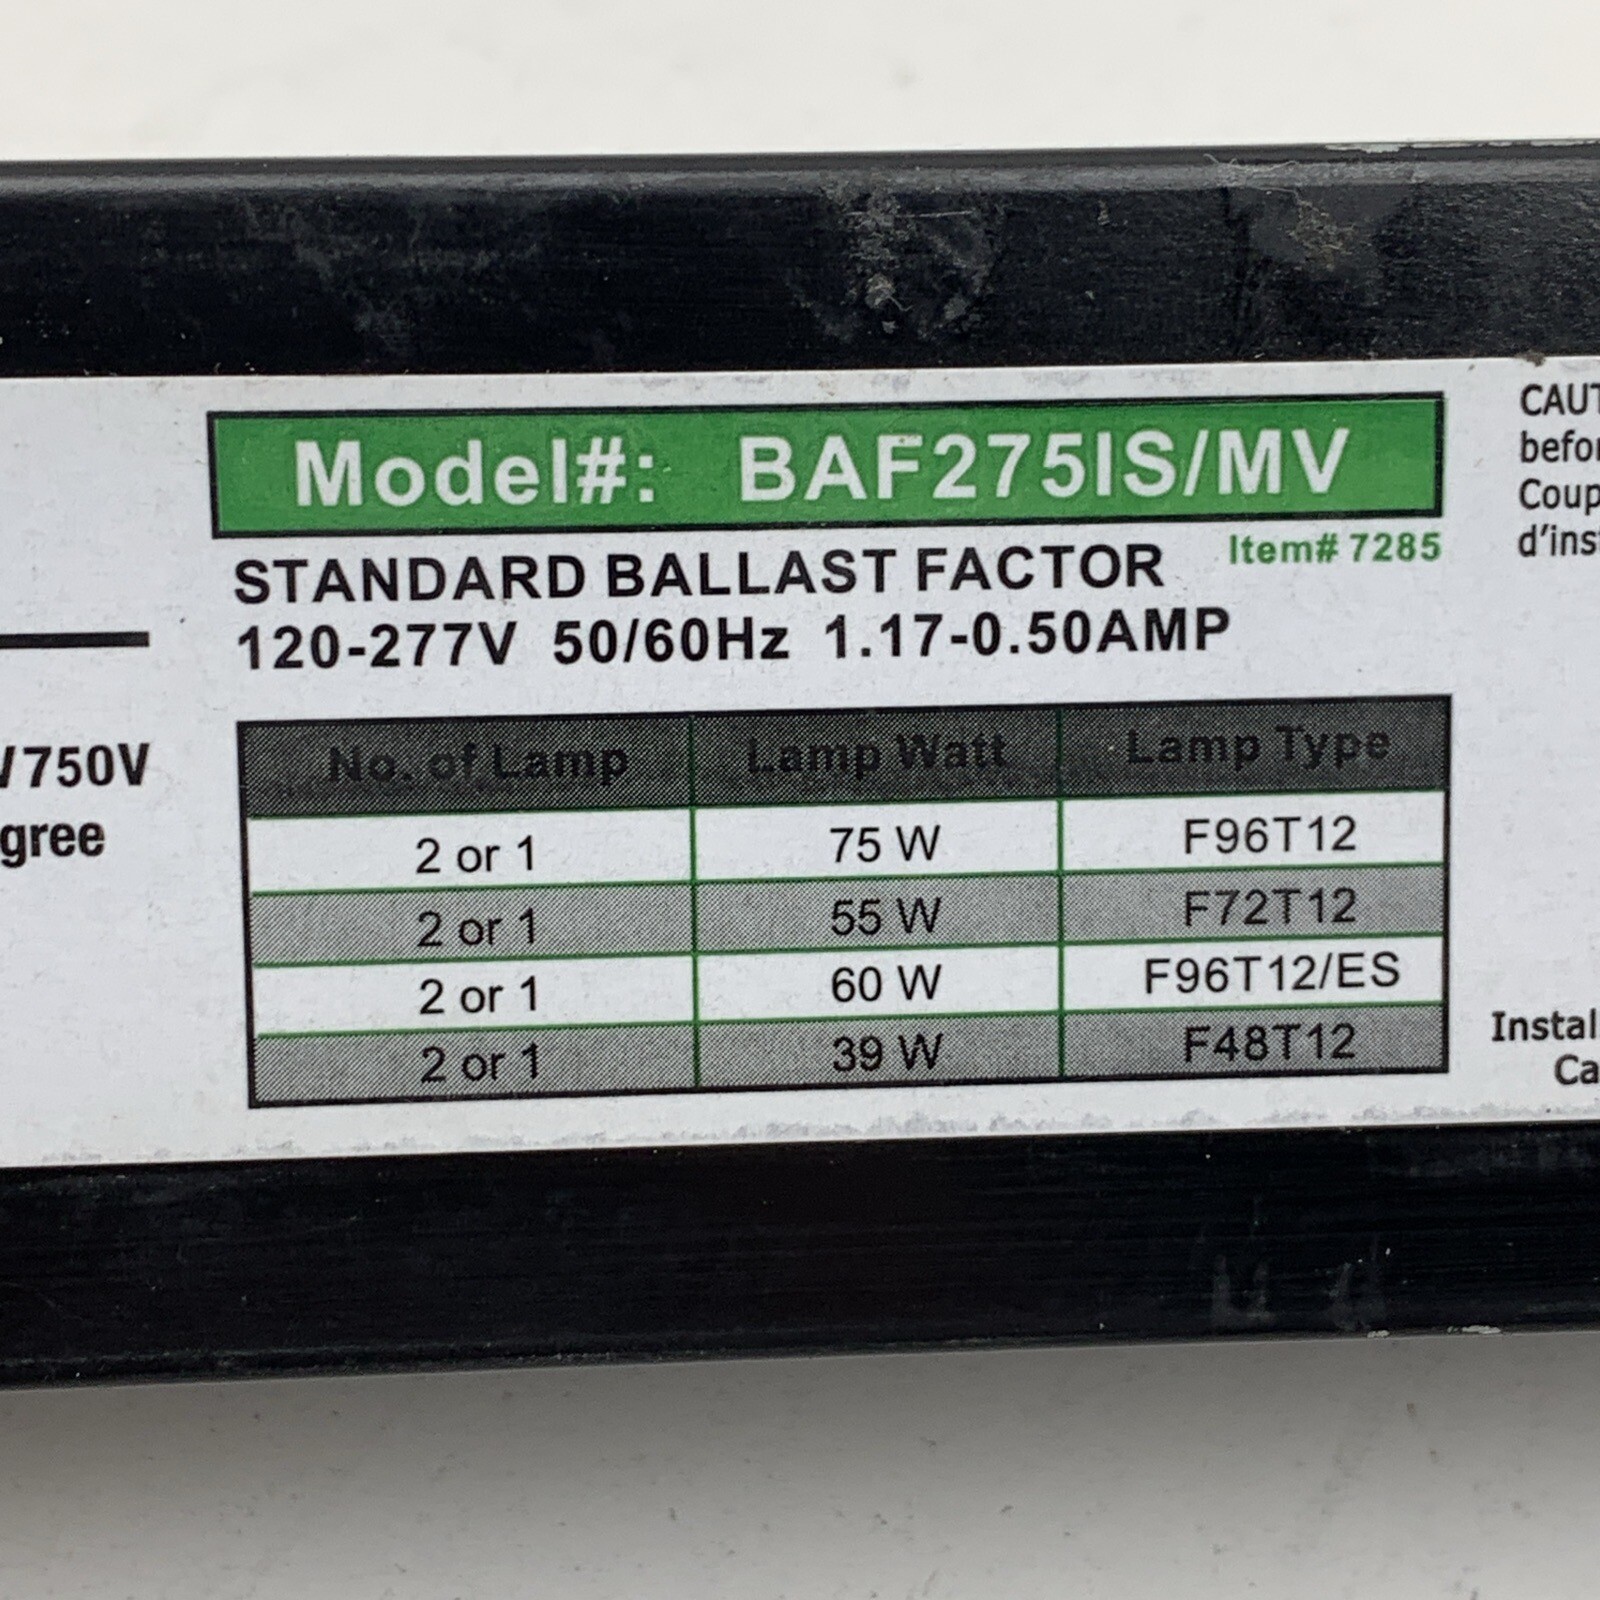 Model#: BAF275IS/MV
Item# 7285
STANDARD BALLAST FACTOR
120-277V 50/60Hz 1.17-0.50AMP
No. of Lamp Lamp Watt Lamp Type
2 or 1 75 W F96T12
2 or 1 55 W F72T12
2 or 1 60 W F96T12/ES
2 or 1 39 W F48T12
/750V
gree
CAUT
befor
Coup
d'inst
Instal
Ca